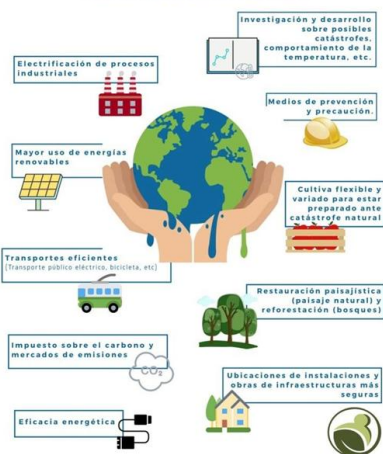 Electrificación de procesos
industriales
Mayor uso de energías
renovables
Transportes eficientes
(Transporte público eléctrico, bicicleta, etc)
Impuesto sobre el carbono y
mercados de emisiones
CO₂
Eficacia energética
Investigación y desarrollo
sobre posibles
catástrofes,
comportamiento de la
temperatura, etc.
Medios de prevención
y precaución.
Cultiva flexible y
variado para estar
preparado ante
catástrofe natural
Restauración paisajística
(paisaje natural) y
reforestación (bosques)
Ubicaciones de instalaciones y
obras de infraestructuras más
seguras